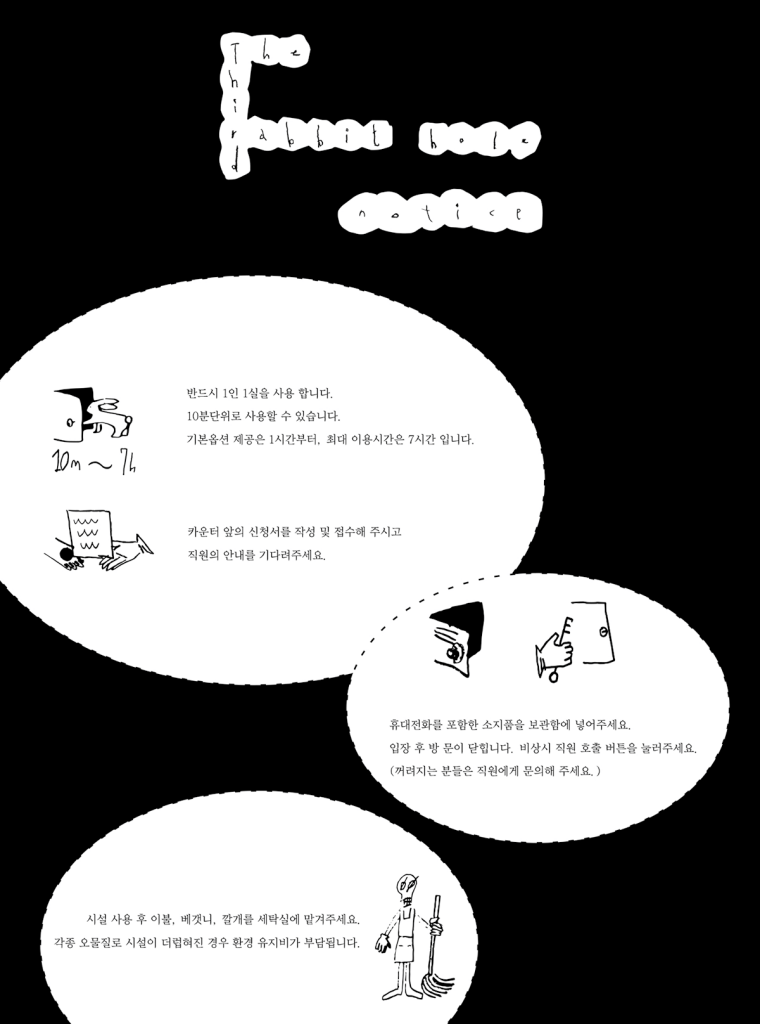 The
Third
rabbit hole
notice
반드시 1인 1실을 사용 합니다.
10분단위로 사용할 수 있습니다.
기본옵션 제공은 1시간부터, 최대 이용시간은 7시간 입니다.
10m ~ 7h
카운터 앞의 신청서를 작성 및 접수해 주시고
직원의 안내를 기다려주세요.
휴대전화를 포함한 소지품을 보관함에 넣어주세요.
입장 후 방 문이 닫힙니다. 비상시 직원 호출 버튼을 눌러주세요.
(꺼려지는 분들은 직원에게 문의해 주세요. )
시설 사용 후 이불, 베갯니, 깔개를 세탁실에 맡겨주세요.
각종 오물질로 시설이 더럽혀진 경우 환경 유지비가 부담됩니다.